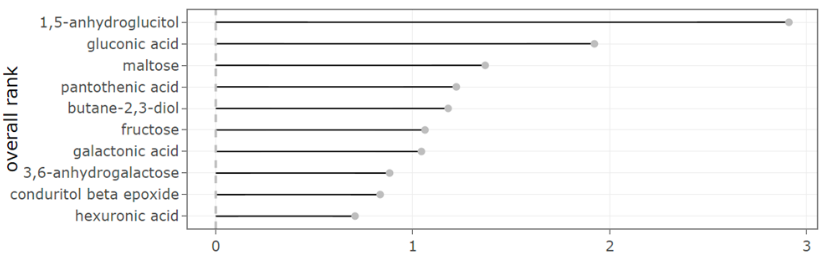 overall rank
1,5-anhydroglucitol
gluconic acid
maltose
pantothenic acid
butane-2,3-diol
fructose
galactonic acid
3,6-anhydrogalactose
conduritol beta epoxide
hexuronic acid
0 1 2 3